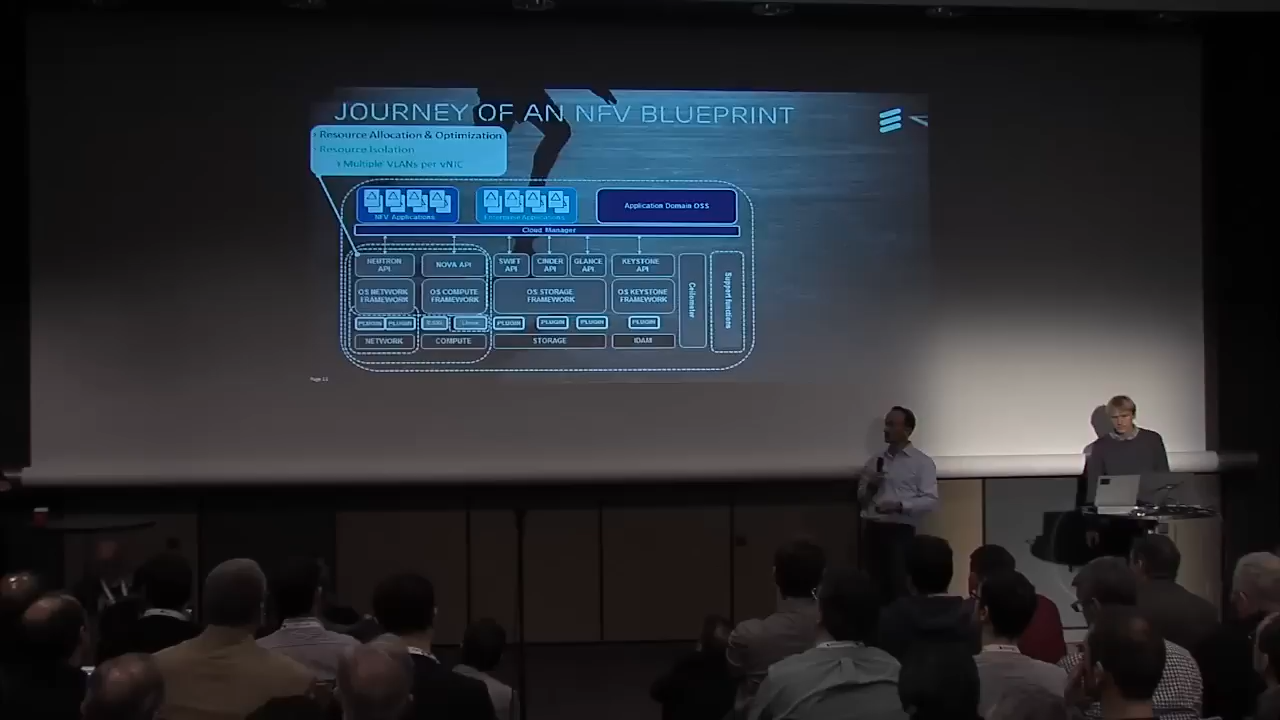 JOURNEY OF AN NFV BLUEPRINT
Resource Allocation & Optimization
Resource Isolation
Multiple VLANs per vNIC
NFV Applications
Enterprise Applications
Application Domain OSS
Cloud Manager
NEUTRON API
NOVA API
SWIFT API
CINDER API
GLANCE API
KEYSTONE API
OS NETWORK FRAMEWORK
OS COMPUTE FRAMEWORK
OS STORAGE FRAMEWORK
OS KEYSTONE FRAMEWORK
Ceilometer
Support functions
PLUGIN
PLUGIN
PLUGIN
PLUGIN
PLUGIN
PLUGIN
NETWORK
COMPUTE
STORAGE
IDAM